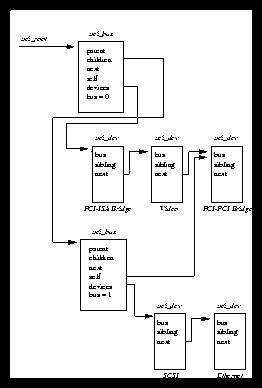 pci_root
pci_bus
parent
children
next
self
devices
bus = 0
pci_dev
pci_dev
pci_dev
bus
sibling
next
bus
sibling
next
bus
sibling
next
PCI-ISA Bridge
Video
PCI-PCI Bridge
pci_bus
parent
children
next
self
devices
bus = 1
pci_dev
pci_dev
bus
sibling
next
bus
sibling
next
SCSI
Ethernet